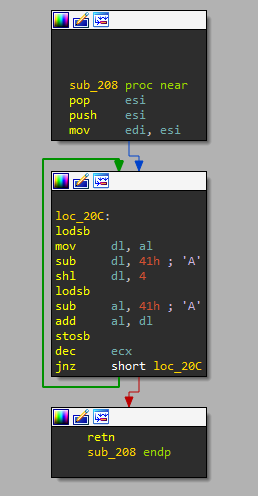 sub_208 proc near
pop esi
push esi
mov edi, esi
loc_20C:
lodsb
mov dl, al
sub dl, 41h ; 'A'
shl dl, 4
lodsb
sub al, 41h ; 'A'
add al, dl
stosb
dec ecx
jnz short loc_20C
retn
sub_208 endp